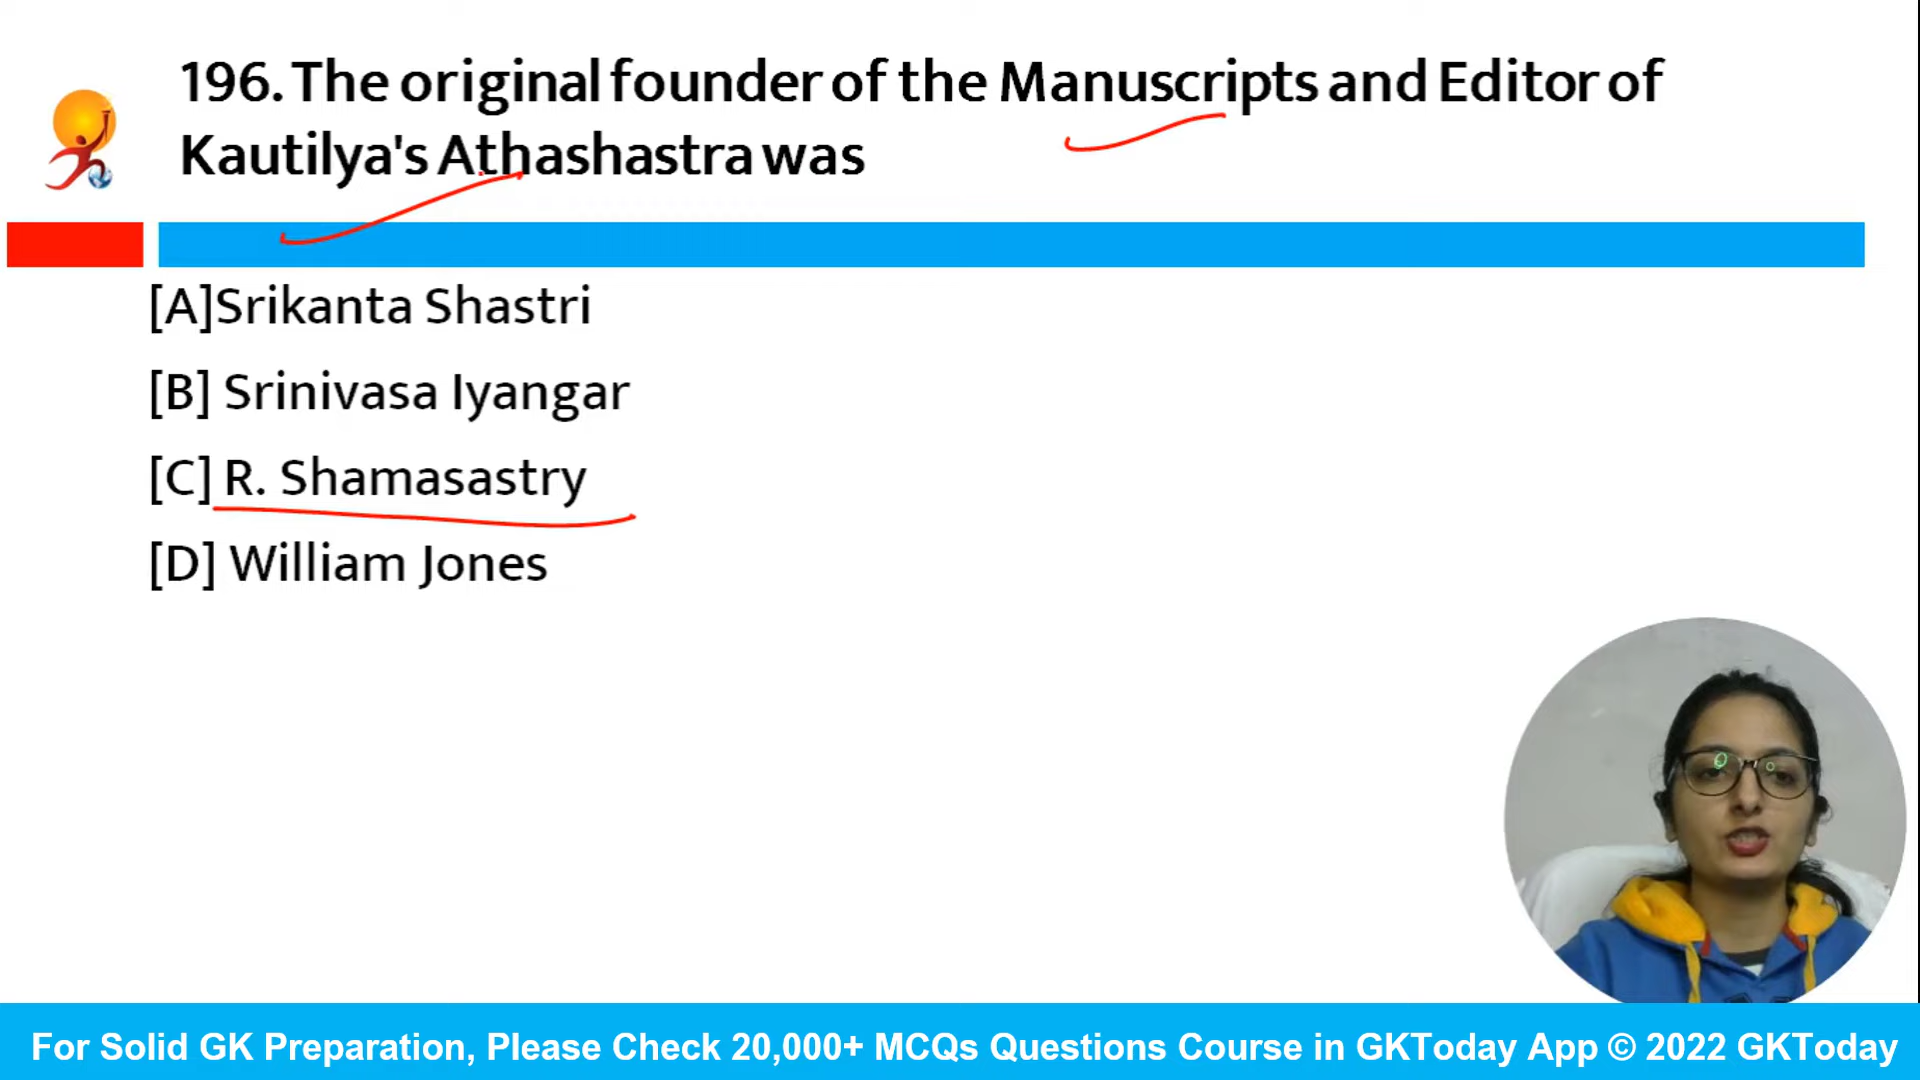 196. The original founder of the Manuscripts and Editor of
Kautilya's Athashastra was
[A]Srikanta Shastri
[B] Srinivasa Iyangar
[C] R. Shamasastry
[D] William Jones
For Solid GK Preparation, Please Check 20,000+ MCQs Questions Course in GKToday App © 2022 GKToday